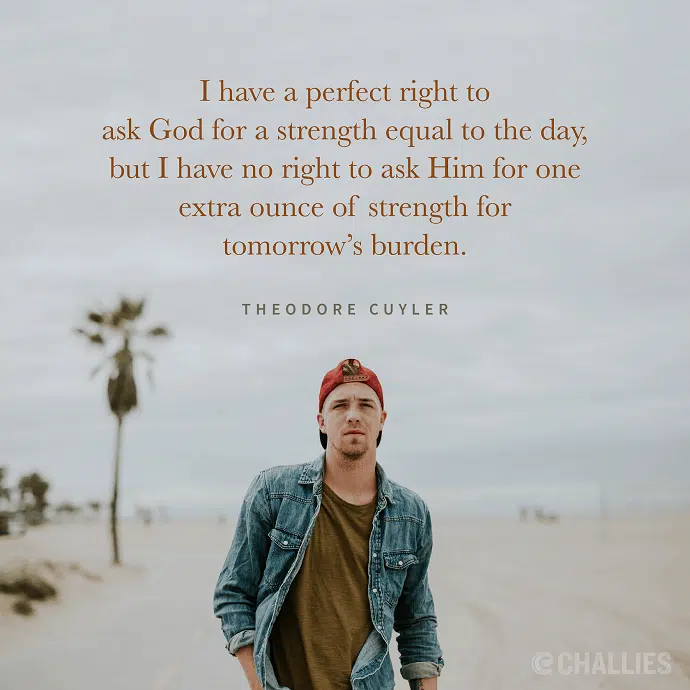 I have a perfect right to
ask God for a strength equal to the day,
but I have no right to ask Him for one
extra ounce of strength for
tomorrow’s burden.
THEODORE CUYLER
@CHALLIES